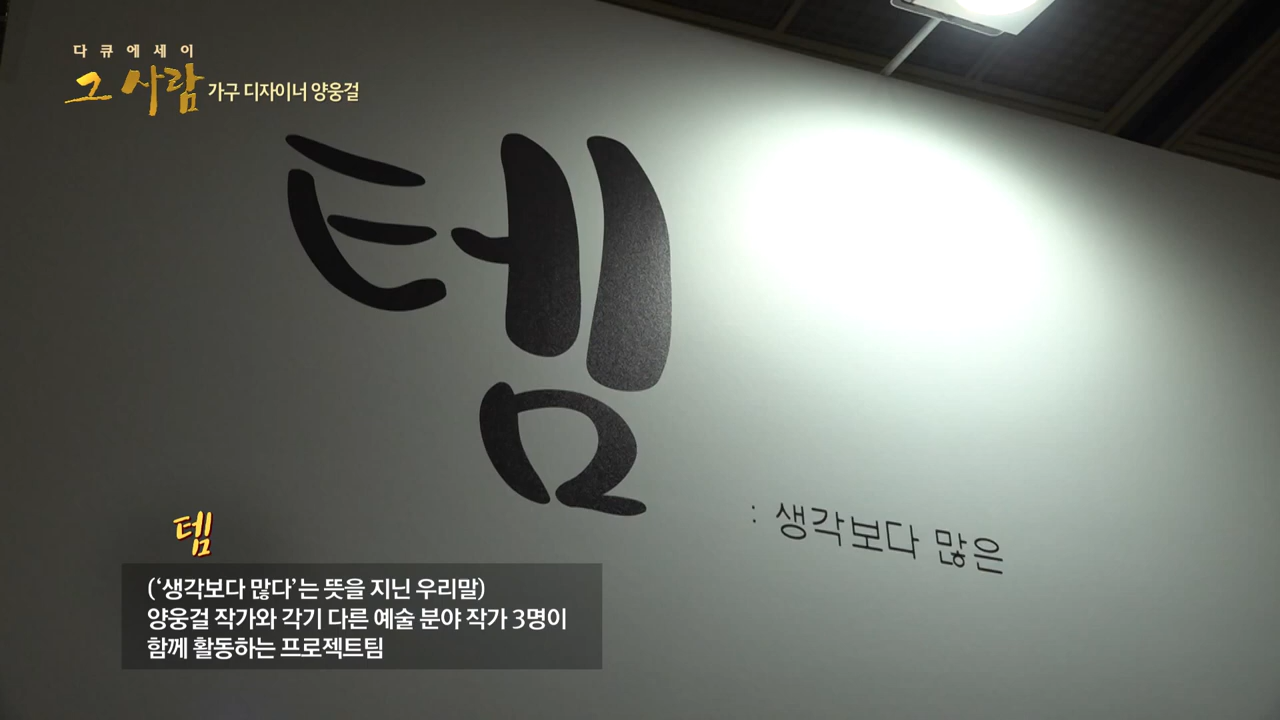 다큐에세이
그 사람 가구 디자이너 양웅걸
템
: 생각보다 많은
템
(‘생각보다 많다’는 뜻을 지닌 우리말)
양웅걸 작가와 각기 다른 예술 분야 작가 3명이
함께 활동하는 프로젝트팀